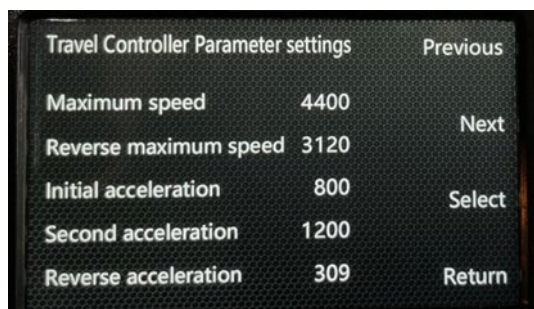 Travel Controller Parameter settings
Previous
Maximum speed 4400
Next
Reverse maximum speed 3120
Initial acceleration 800
Select
Second acceleration 1200
Reverse acceleration 309
Return